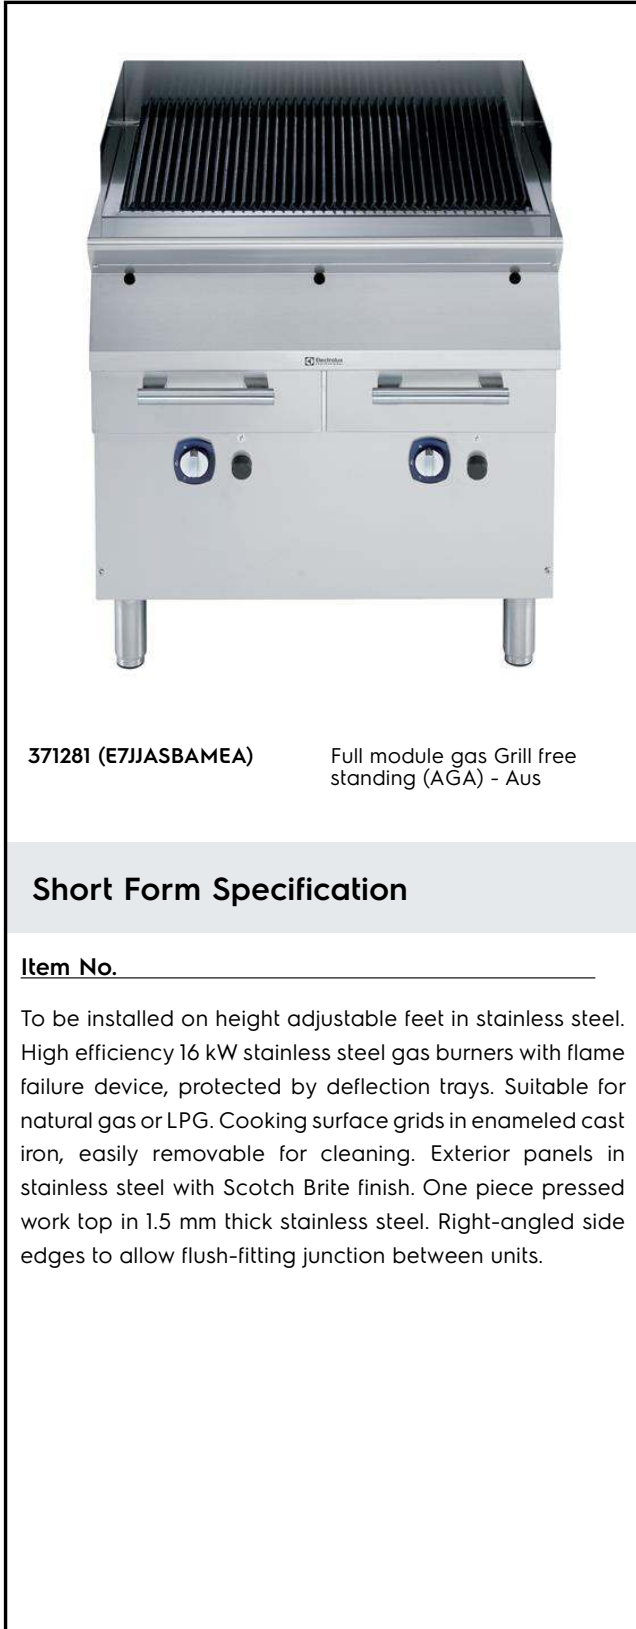 Electrolux
371281 (E7JJASBAMEA)
Full module gas Grill free
standing (AGA) - Aus
Short Form Specification
Item No.
To be installed on height adjustable feet in stainless steel.
High efficiency 16 kW stainless steel gas burners with flame
failure device, protected by deflection trays. Suitable for
natural gas or LPG. Cooking surface grids in enameled cast
iron, easily removable for cleaning. Exterior panels in
stainless steel with Scotch Brite finish. One piece pressed
work top in 1.5 mm thick stainless steel. Right-angled side
edges to allow flush-fitting junction between units.